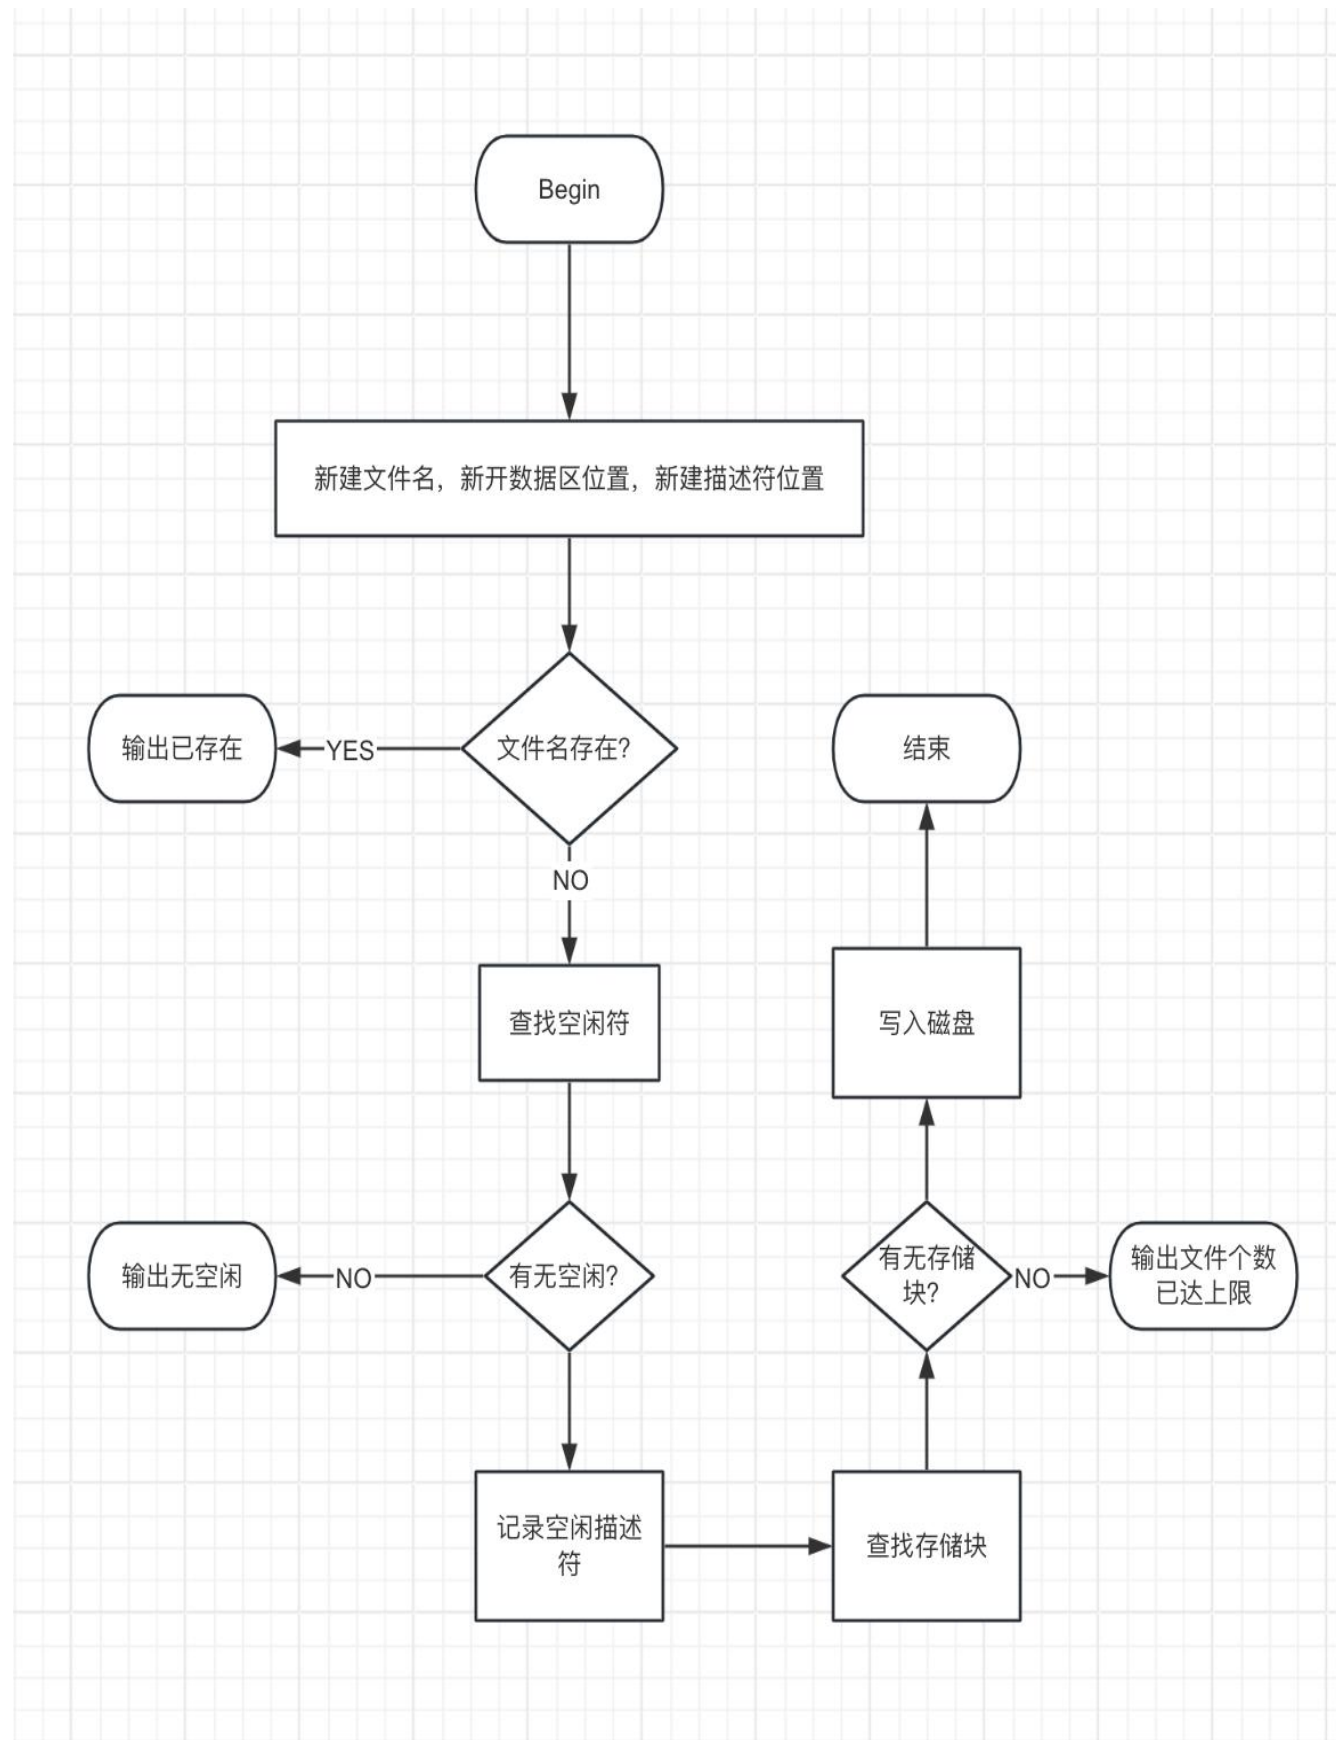 Begin
新建文件名，新开数据区位置，新建描述符位置
文件名存在?
YES
输出已存在
NO
查找空闲符
有无空闲?
NO
输出无空闲
记录空闲描述
符
查找存储块
有无存储
块?
NO
输出文件个数
已达上限
写入磁盘
结束